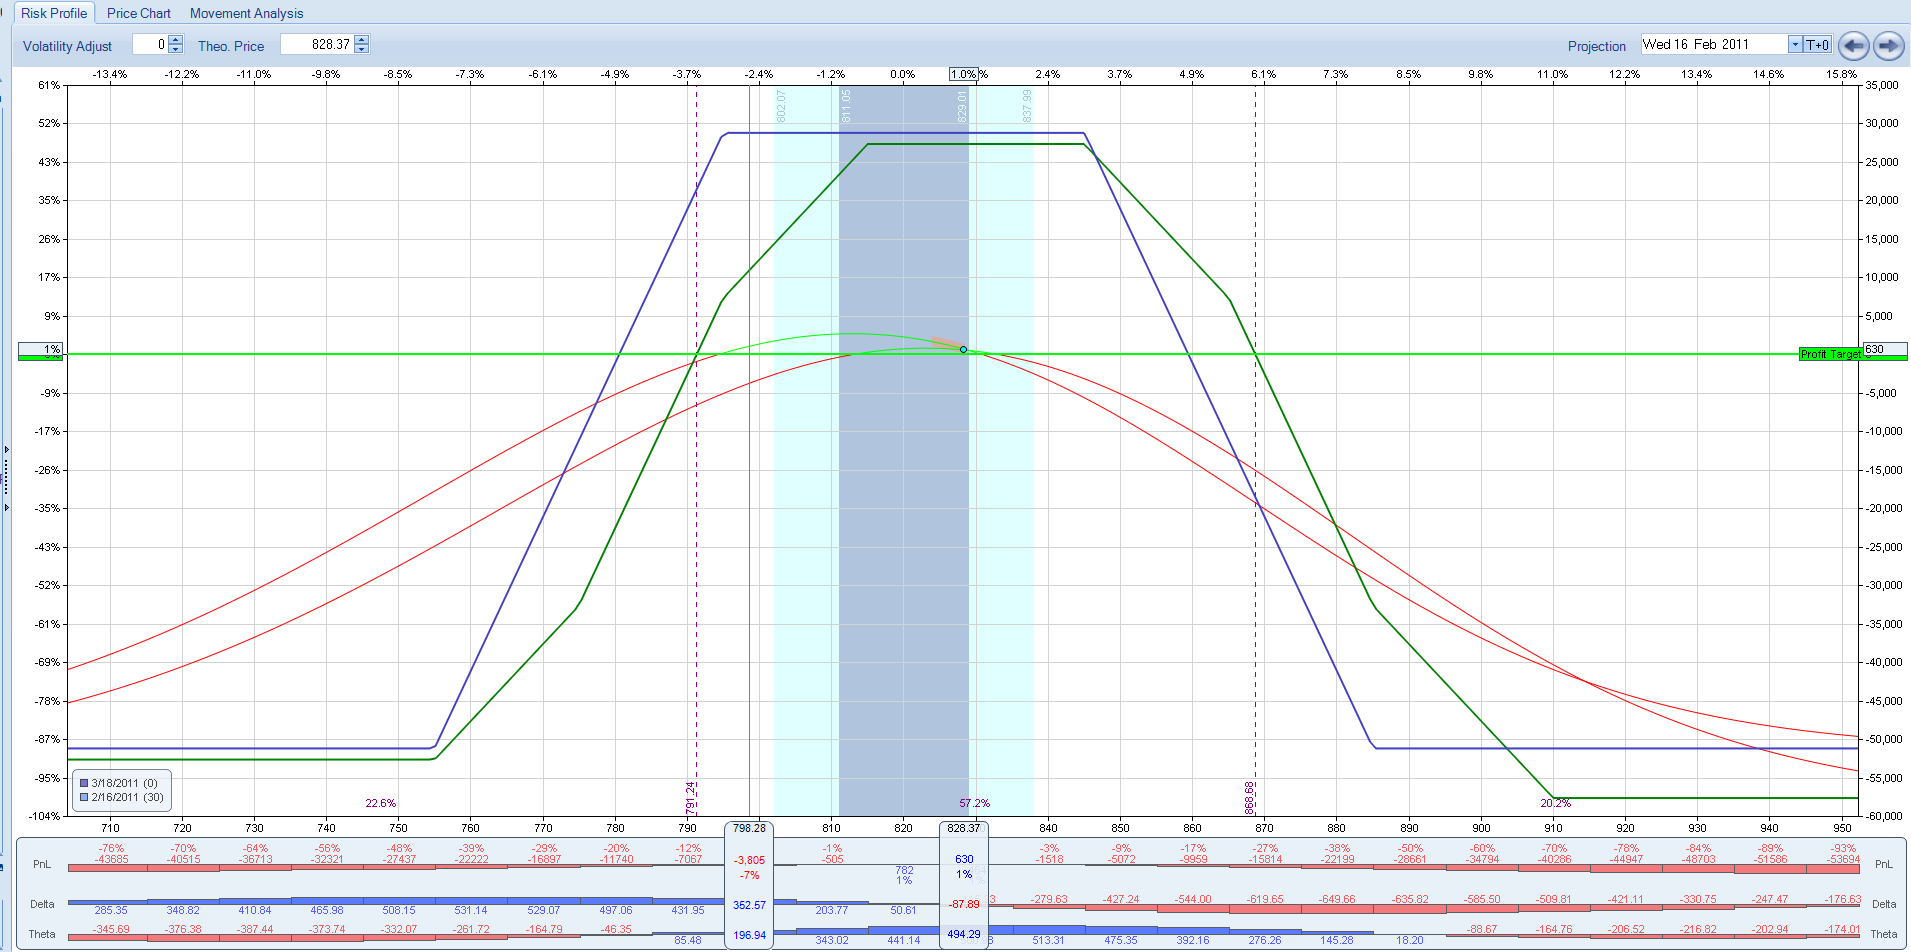 Risk Profile Price Chart Movement Analysis
Volatility Adjust 0 Theo. Price 828.37 Projection Wed 16 Feb 2011 T+0
-13.4% -12.2% -11.0% -9.8% -8.5% -7.3% -6.1% -4.9% -3.7% -2.4% -1.2% 0.0% 1.0% % 2.4% 3.7% 4.9% 6.1% 7.3% 8.5% 9.8% 11.0% 12.2% 13.4% 14.6% 15.8%
61% 35,000
802.07 811.05 829.01 837.99
52% 30,000
43% 25,000
35% 20,000
26% 15,000
17% 10,000
9% 5,000
1% 630
Profit Target
-9% -5,000
-17% -10,000
-26% -15,000
-35% -20,000
-43% -25,000
-52% -30,000
-61% -35,000
-69% -40,000
-78% -45,000
-87% -50,000
-95% -55,000
3/18/2011 (0)
2/16/2011 (30)
791.24 868.68
22.6% 57.2% 20.2%
-104% -60,000
710 720 730 740 750 760 770 780 790 798.28 810 820 828.37 840 850 860 870 880 890 900 910 920 930 940 950
-76% -70% -64% -56% -48% -39% -29% -20% -12% -1% -3% -9% -17% -27% -38% -50% -60% -70% -78% -84% -89% -93%
PnL -43685 -40515 -36713 -32321 -27437 -22222 -16897 -11740 -7067 -3,805 -505 630 -1518 -5072 -9959 -15814 -22199 -28661 -34794 -40286 -44947 -48703 -51586 -53694 PnL
-7% 782 1%
1%
Delta 285.35 348.82 410.84 465.98 508.15 531.14 529.07 497.06 431.95 352.57 203.77 50.61 -87.89 3 -279.63 -427.24 -544.00 -619.65 -649.66 -635.82 -585.50 -509.81 -421.11 -330.75 -247.47 -176.63 Delta
Theta -345.69 -376.38 -387.44 -373.74 -332.07 -261.72 -164.79 -46.35 85.48 196.94 343.02 441.14 494.29 513.31 475.35 392.16 276.26 145.28 18.20 -88.67 -164.76 -206.52 -216.82 -202.94 -174.01 Theta